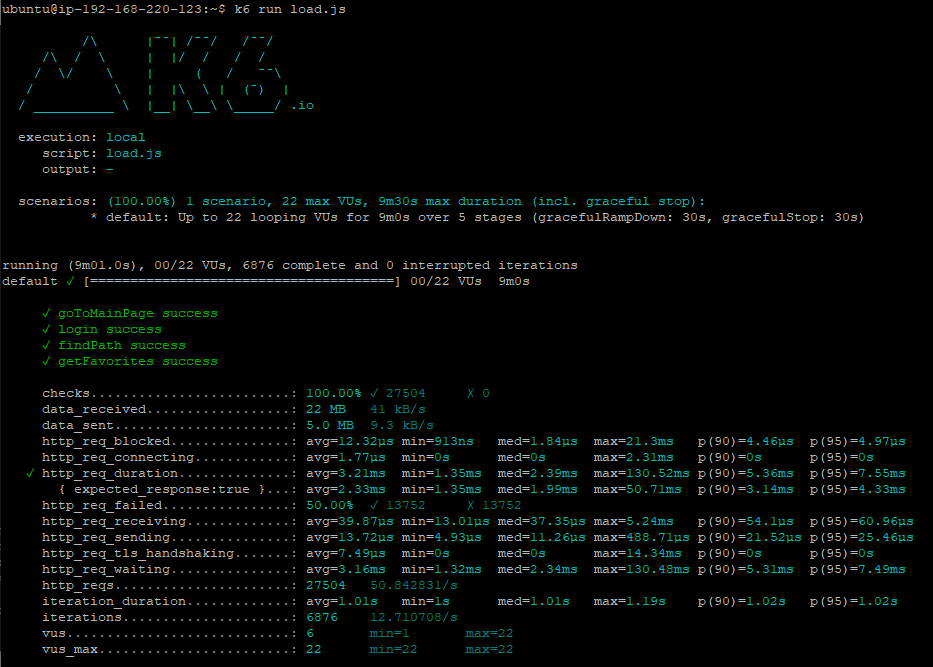 ubuntu@ip-192-168-220-123:~$ k6 run load.js
.io
execution: local
script: load.js
output: -
scenarios: (100.00%) 1 scenario, 22 max VUs, 9m30s max duration (incl. graceful stop):
* default: Up to 22 looping VUs for 9m0s over 5 stages (gracefulRampDown: 30s, gracefulStop: 30s)
running (9m01.0s), 00/22 VUs, 6876 complete and 0 interrupted iterations
default ✓ [======================================] 00/22 VUs  9m0s
✓ goToMainPage success
✓ login success
✓ findPath success
✓ getFavorites success
checks.........................: 100.00% ✓ 27504     ✗ 0
data_received..................: 22 MB   41 kB/s
data_sent......................: 5.0 MB  9.3 kB/s
http_req_blocked...............: avg=12.32µs min=913ns   med=1.84µs  max=21.3ms   p(90)=4.46µs  p(95)=4.97µs
http_req_connecting............: avg=1.77µs  min=0s      med=0s      max=2.31ms   p(90)=0s      p(95)=0s
✓ http_req_duration..............: avg=3.21ms  min=1.35ms  med=2.39ms  max=130.52ms p(90)=5.36ms  p(95)=7.55ms
{ expected_response:true }...: avg=2.33ms  min=1.35ms  med=1.99ms  max=50.71ms  p(90)=3.14ms  p(95)=4.33ms
http_req_failed................: 50.00%  ✓ 13752     ✗ 13752
http_req_receiving.............: avg=39.87µs min=13.01µs med=37.35µs max=5.24ms   p(90)=54.1µs  p(95)=60.96µs
http_req_sending...............: avg=13.72µs min=4.93µs  med=11.26µs max=488.71µs p(90)=21.52µs p(95)=25.46µs
http_req_tls_handshaking.......: avg=7.49µs  min=0s      med=0s      max=14.34ms  p(90)=0s      p(95)=0s
http_req_waiting...............: avg=3.16ms  min=1.32ms  med=2.34ms  max=130.48ms p(90)=5.31ms  p(95)=7.49ms
http_reqs......................: 27504   50.842831/s
iteration_duration.............: avg=1.01s   min=1s      med=1.01s   max=1.19s    p(90)=1.02s   p(95)=1.02s
iterations.....................: 6876    12.710708/s
vus............................: 6       min=1       max=22
vus_max........................: 22      min=22      max=22